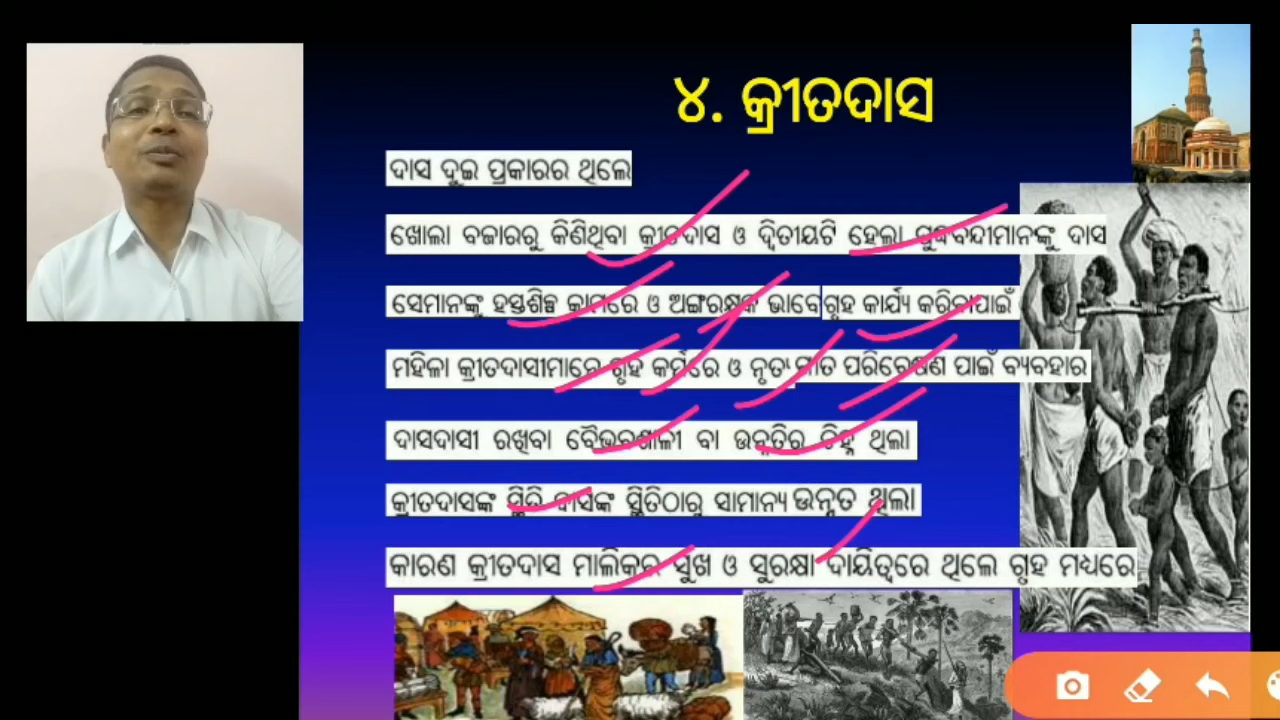 ୪. କ୍ରୀତଦାସ
ଦାସ ଦୁଇ ପ୍ରକାରର ଥିଲେ
ଖୋଲା ବଜାରରୁ କିଣିଥିବା କ୍ରୀତଦାସ ଓ ଦ୍ଵିତୀୟଟି ହେଲା ଯୁଦ୍ଧବନ୍ଦୀମାନଙ୍କୁ ଦାସ
ସେମାନଙ୍କୁ ହସ୍ତଶିଳ୍ପ କାମରେ ଓ ଅଙ୍ଗରକ୍ଷକ ଭାବେ ଗୃହ କାର୍ଯ୍ୟ କରିବାପାଇଁ
ମହିଳା କ୍ରୀତଦାସୀମାନେ ଗୃହ କର୍ମରେ ଓ ନୃତ୍ୟ ଗୀତ ପରିବେଷଣ ପାଇଁ ବ୍ୟବହାର
ଦାସଦାସୀ ରଖିବା ବୈଭବଶାଳୀ ବା ଉନ୍ନତିର ଚିହ୍ନ ଥିଲା
କ୍ରୀତଦାସଙ୍କ ସ୍ଥିତି ଦାସଙ୍କ ସ୍ଥିତିଠାରୁ ସାମାନ୍ୟ ଉନ୍ନତ ଥିଲା
କାରଣ କ୍ରୀତଦାସ ମାଲିକର ସୁଖ ଓ ସୁରକ୍ଷା ଦାୟିତ୍ଵରେ ଥିଲେ ଗୃହ ମଧ୍ୟରେ